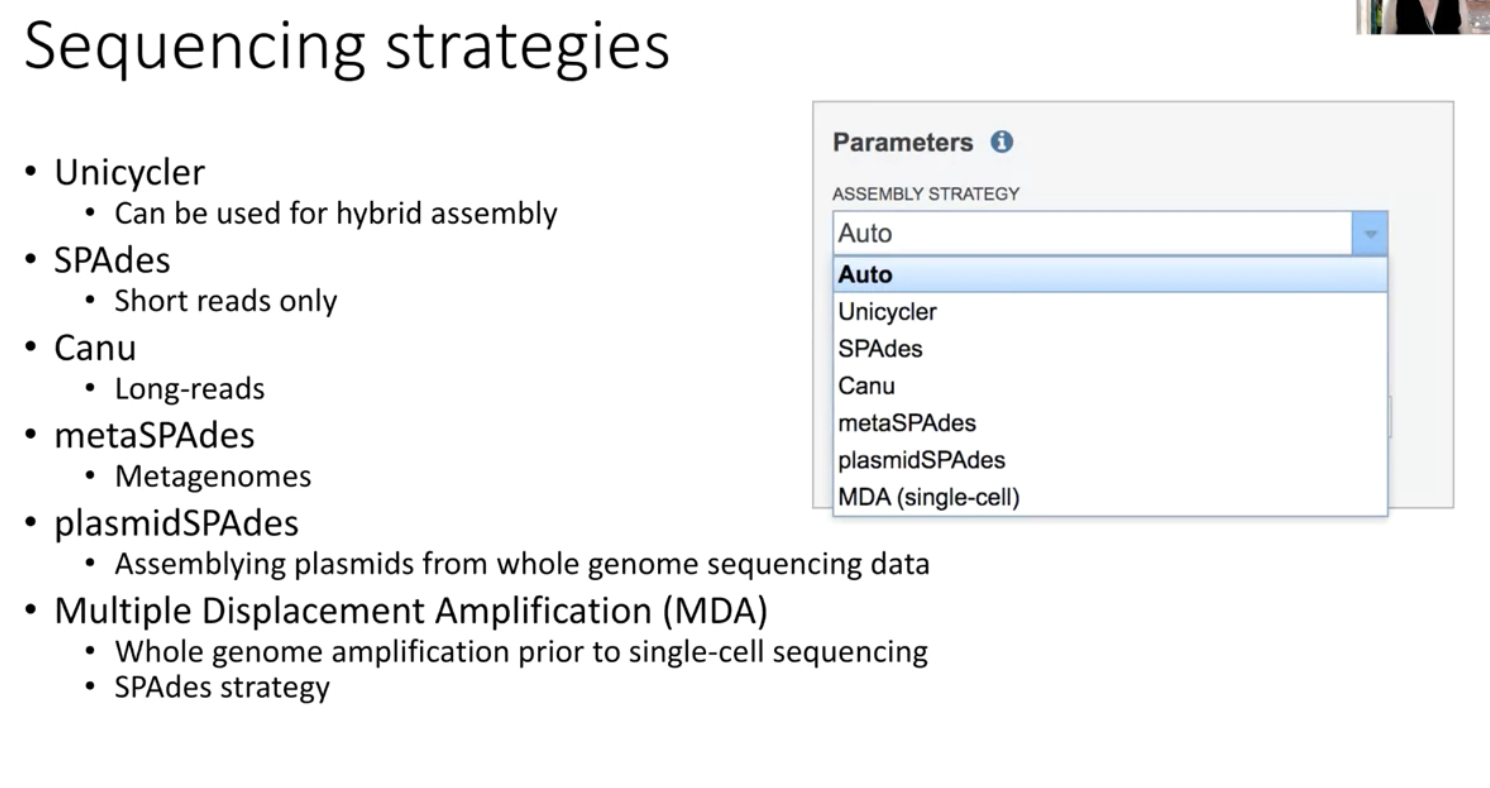 Sequencing strategies
• Unicycler
• Can be used for hybrid assembly
• SPAdes
• Short reads only
• Canu
• Long-reads
• metaSPAdes
• Metagenomes
• plasmidSPAdes
• Assemblying plasmids from whole genome sequencing data
• Multiple Displacement Amplification (MDA)
• Whole genome amplification prior to single-cell sequencing
• SPAdes strategy
Parameters
ASSEMBLY STRATEGY
Auto
Auto
Unicycler
SPAdes
Canu
metaSPAdes
plasmidSPAdes
MDA (single-cell)